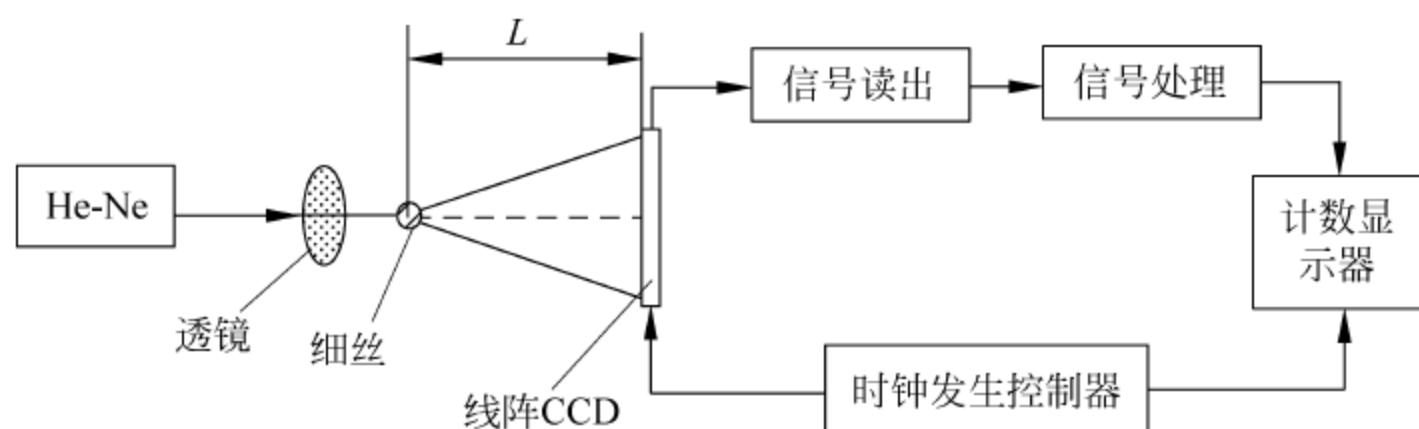 L
信号读出
信号处理
He-Ne
计数显
示器
透镜
细丝
线阵CCD
时钟发生控制器